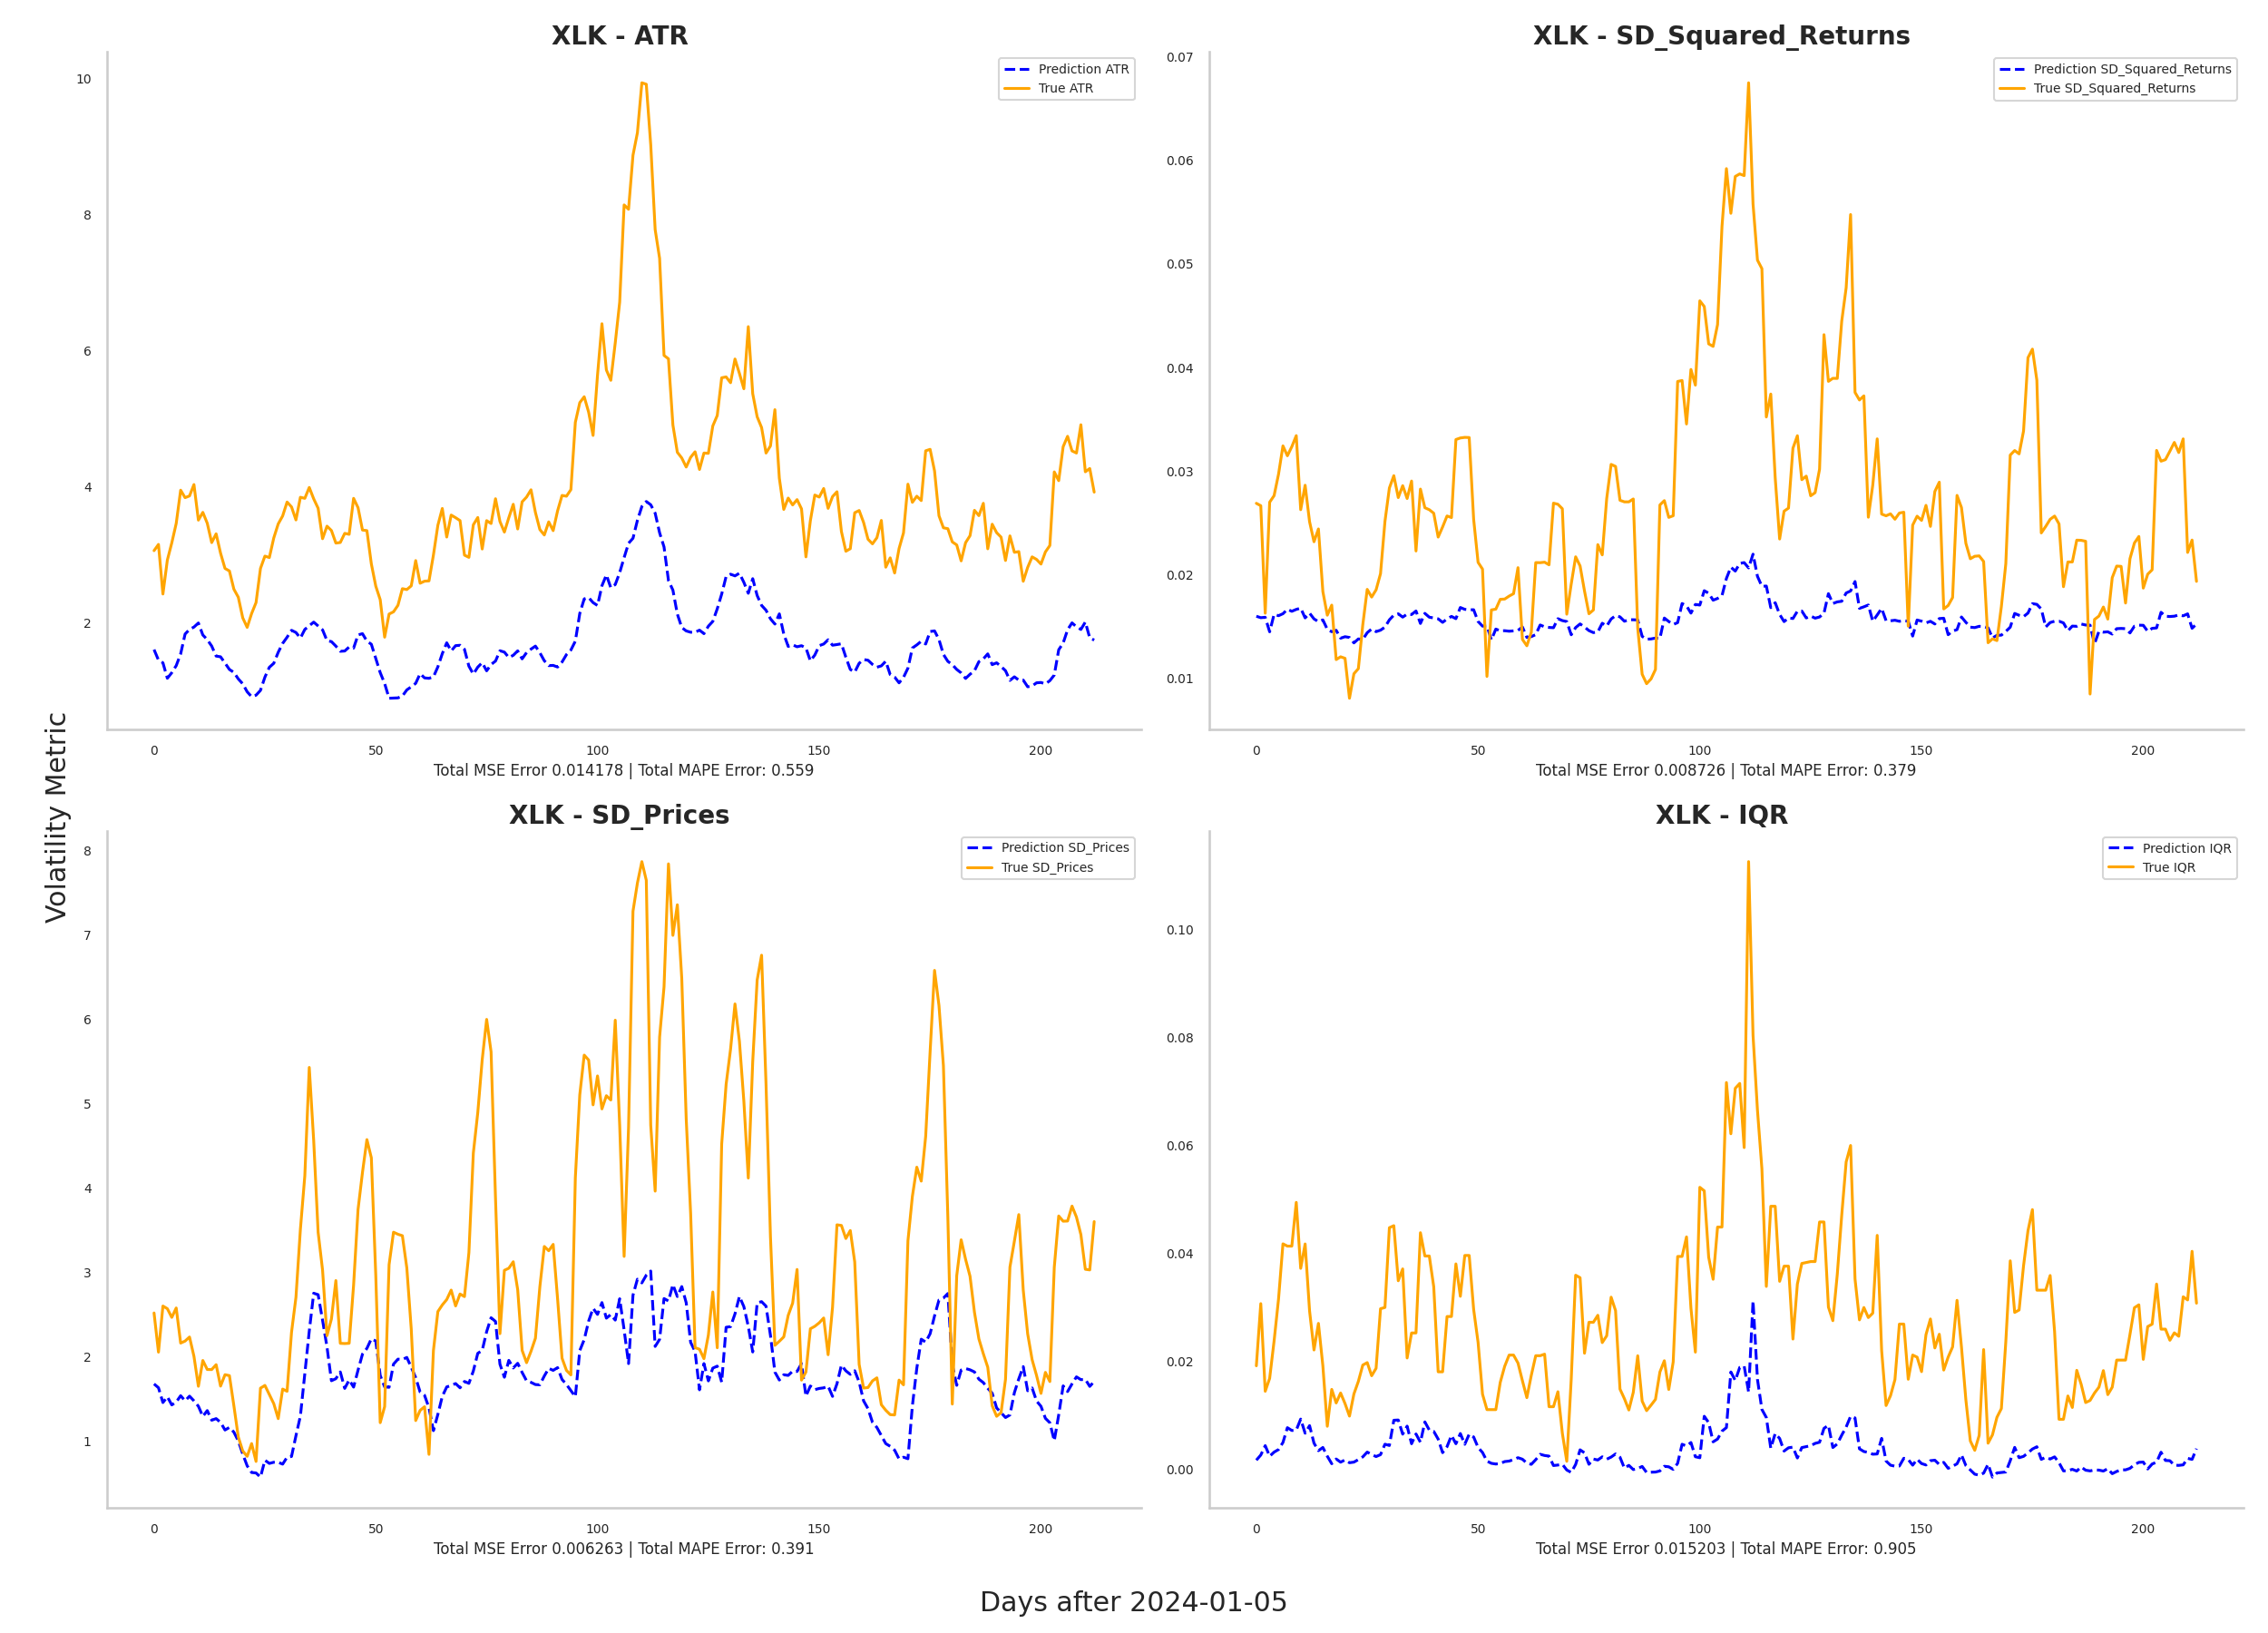 XLK - ATR
Prediction ATR
True ATR
10
8
6
4
2
0 50 100 150 200
Total MSE Error 0.014178 | Total MAPE Error: 0.559
XLK - SD_Squared_Returns
Prediction SD_Squared_Returns
True SD_Squared_Returns
0.07
0.06
0.05
0.04
0.03
0.02
0.01
0 50 100 150 200
Total MSE Error 0.008726 | Total MAPE Error: 0.379
Volatility Metric
XLK - SD_Prices
Prediction SD_Prices
True SD_Prices
8
7
6
5
4
3
2
1
0 50 100 150 200
Total MSE Error 0.006263 | Total MAPE Error: 0.391
XLK - IQR
Prediction IQR
True IQR
0.10
0.08
0.06
0.04
0.02
0.00
0 50 100 150 200
Total MSE Error 0.015203 | Total MAPE Error: 0.905
Days after 2024-01-05